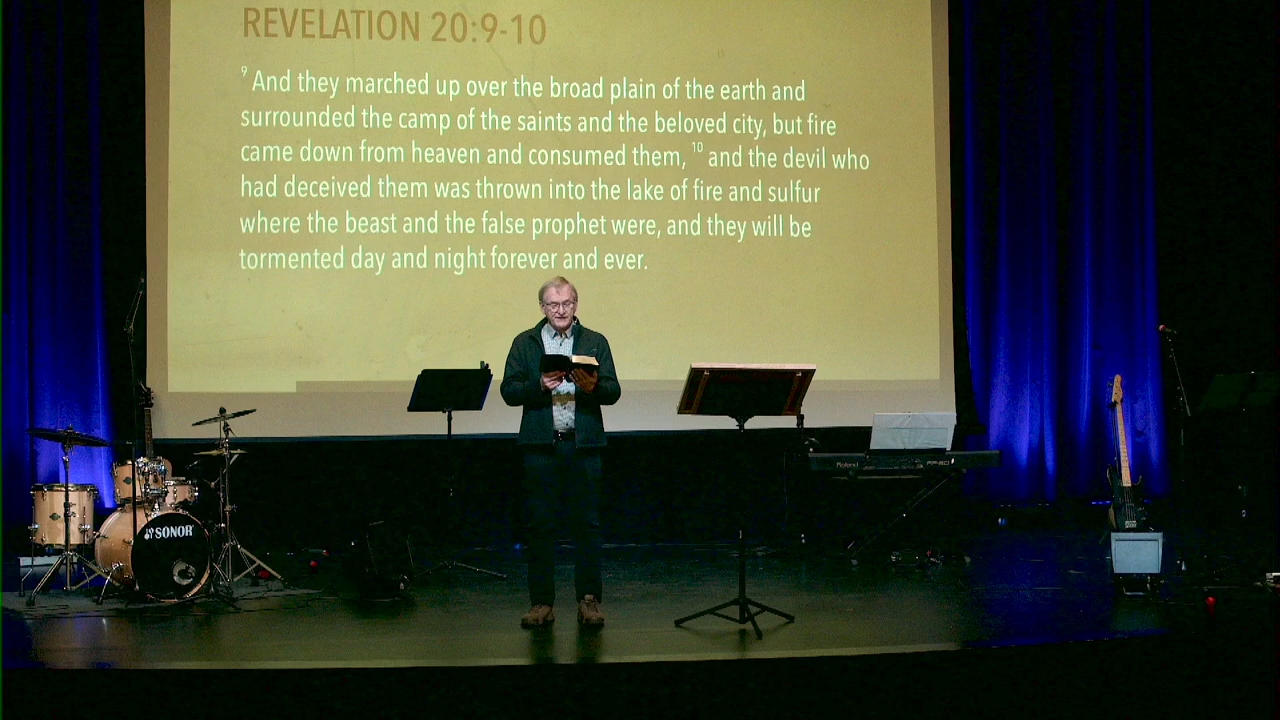 REVELATION 20:9-10
9 And they marched up over the broad plain of the earth and
surrounded the camp of the saints and the beloved city, but fire
came down from heaven and consumed them, 10 and the devil who
had deceived them was thrown into the lake of fire and sulfur
where the beast and the false prophet were, and they will be
tormented day and night forever and ever.
SONOR
Roland